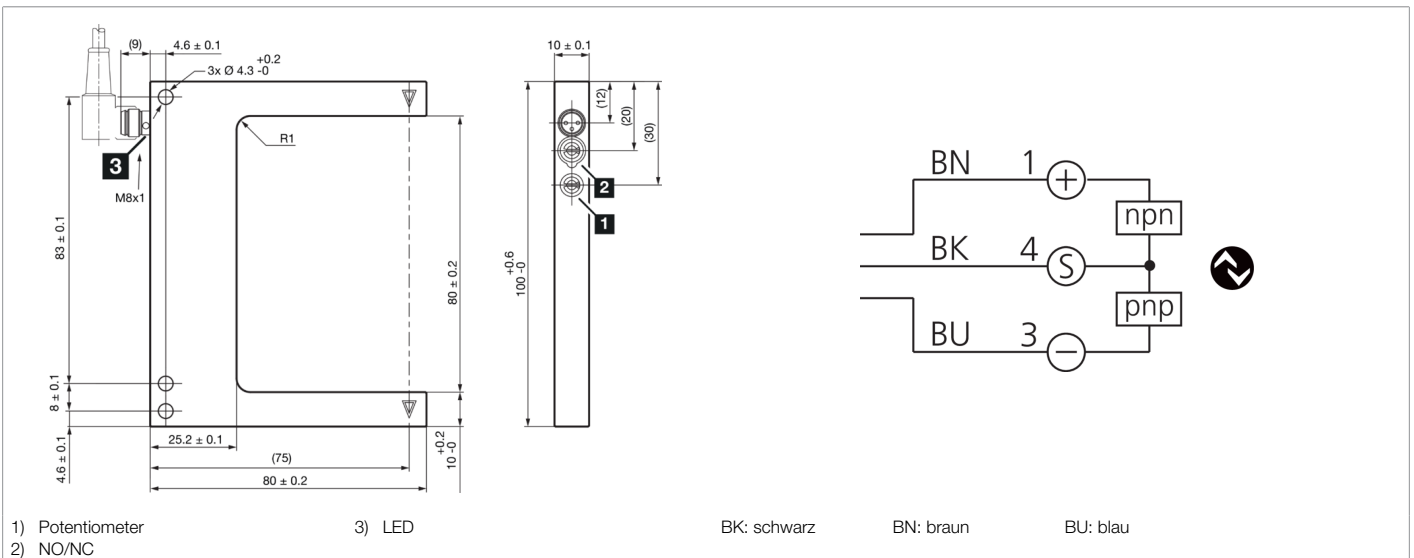 (9)
4.6 ± 0.1
3x Ø 4.3 +0.2 -0
3
M8x1
R1
83 ± 0.1
8 ± 0.1
4.6 ± 0.1
80 ± 0.2
25.2 ± 0.1
(75)
80 ± 0.2
10 +0.2 -0
10 ± 0.1
(12)
(20)
(30)
2
1
100 +0.6 -0
BN 1 +
npn
BK 4 S
pnp
BU 3 −
1) Potentiometer 3) LED BK: schwarz BN: braun BU: blau
2) NO/NC